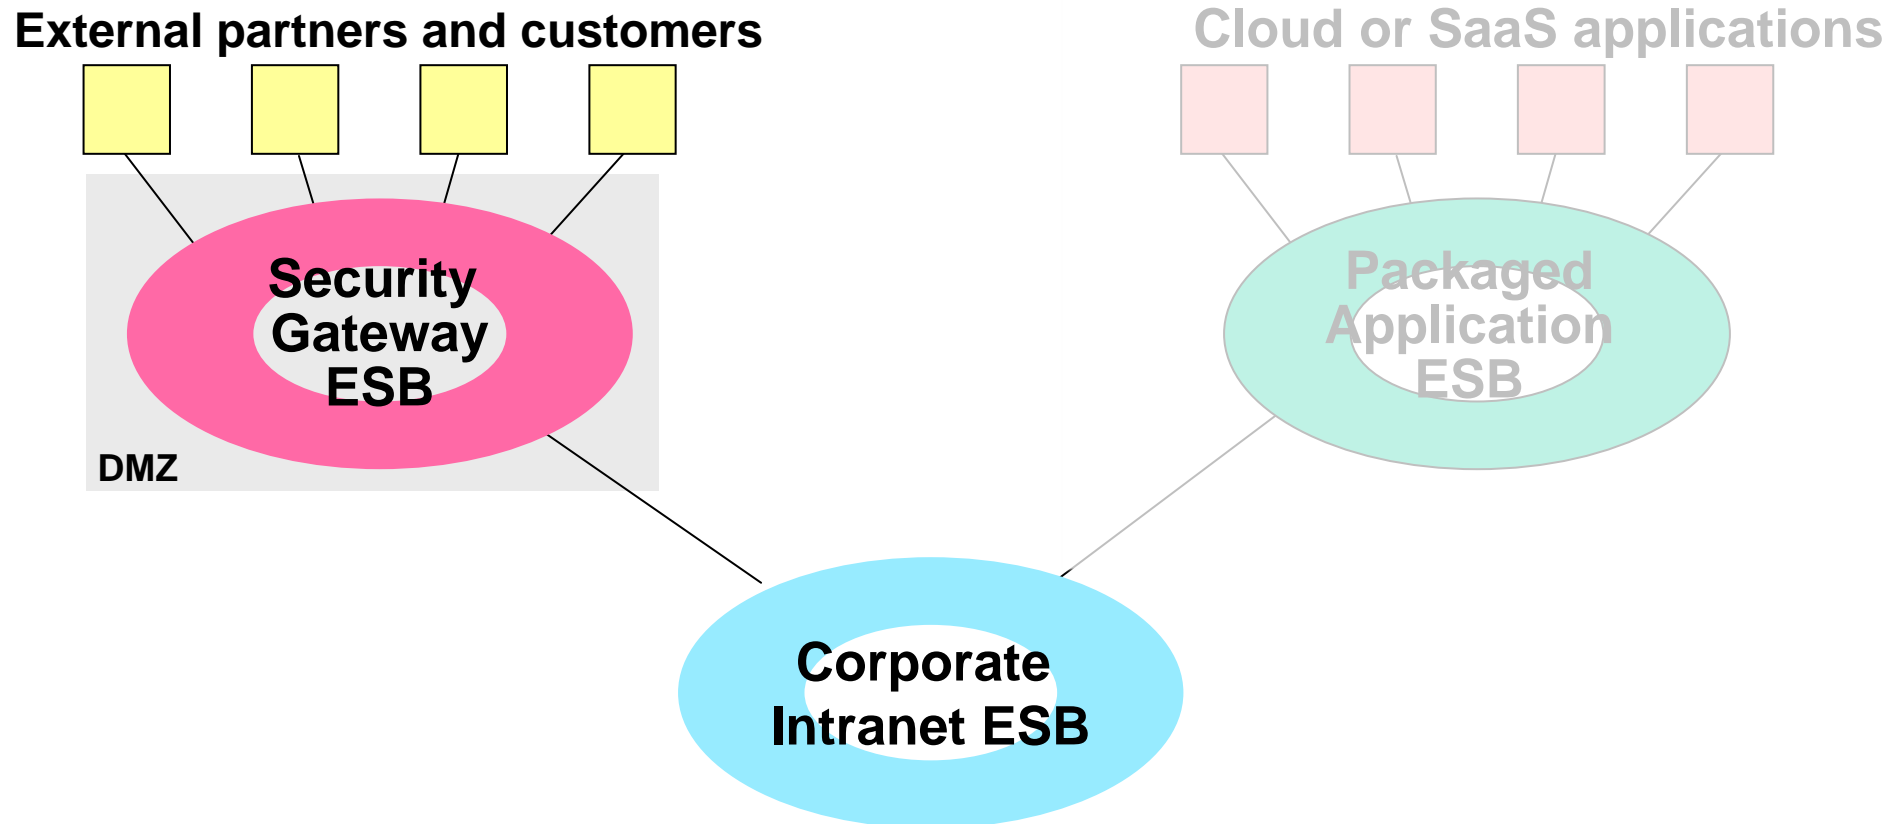 External partners and customers
Cloud or SaaS applications
Security
Gateway
ESB
DMZ
Packaged
Application
ESB
Corporate
Intranet ESB